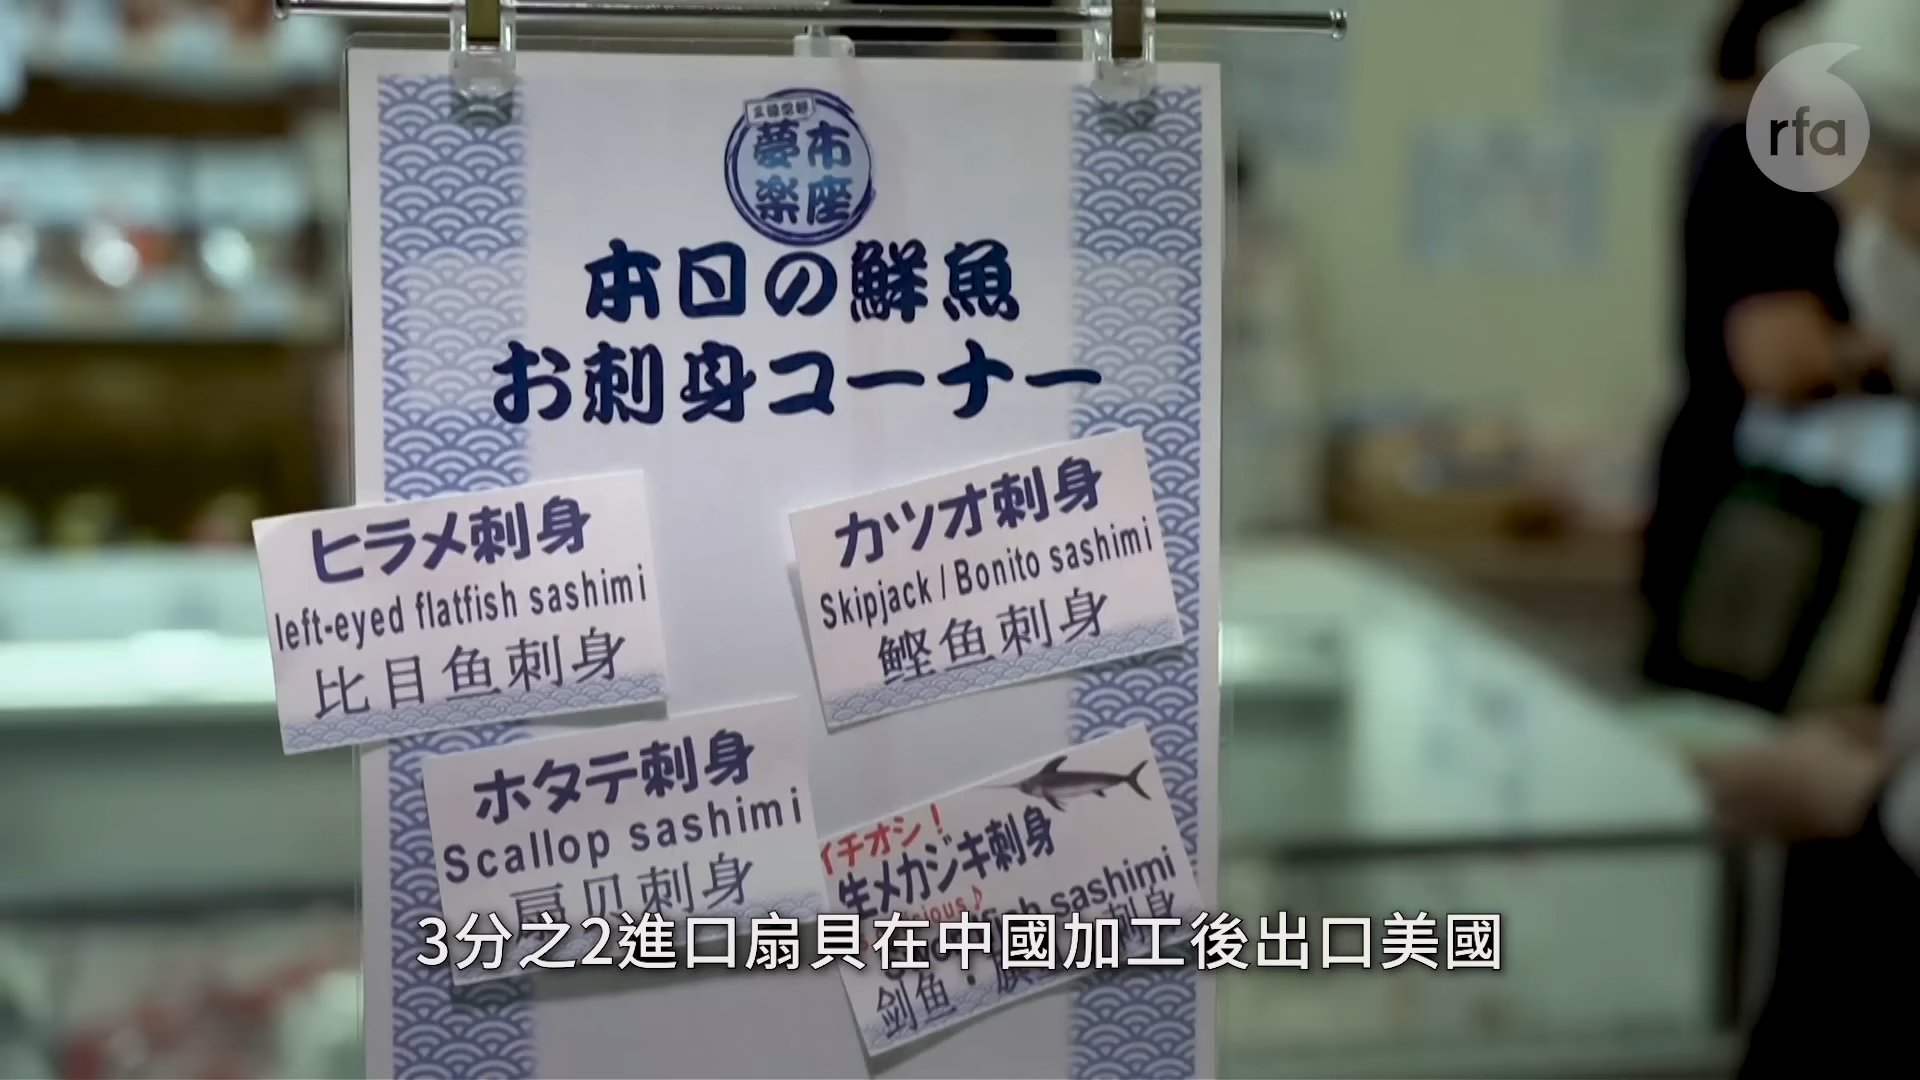 rfa
夢市
楽座
本日の鮮魚
お刺身コーナー
ヒラメ刺身
left-eyed flatfish sashimi
比目鱼刺身
カツオ刺身
Skipjack / Bonito sashimi
鲣鱼刺身
ホタテ刺身
Scallop sashimi
扇贝刺身
イチオシ!
生メカジキ刺身
sashimi
剑鱼・旗
刺身
3分之2進口扇貝在中國加工後出口美國